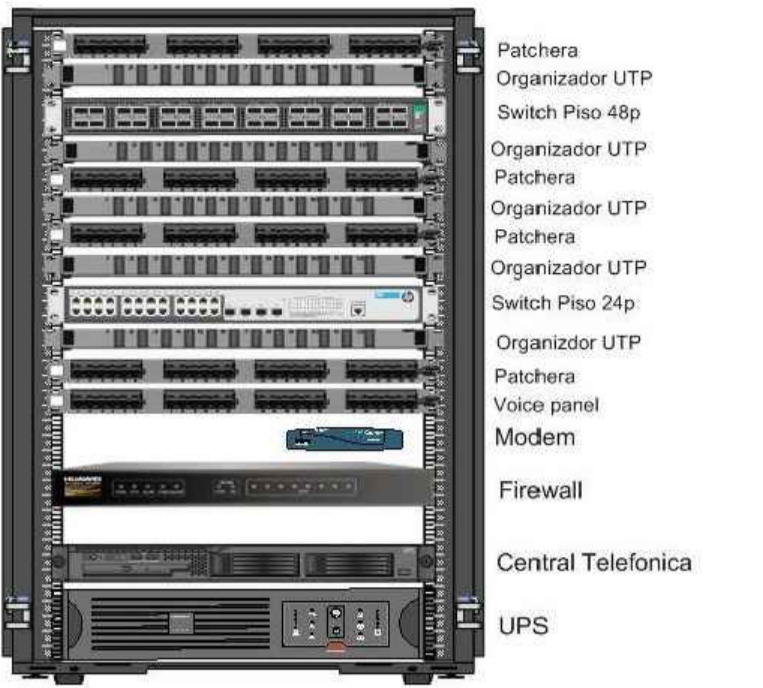 Patchera
Organizador UTP
Switch Piso 48p
Organizador UTP
Patchera
Organizador UTP
Patchera
Organizador UTP
Switch Piso 24p
Organizdor UTP
Patchera
Voice panel
Modem
Firewall
Central Telefonica
UPS